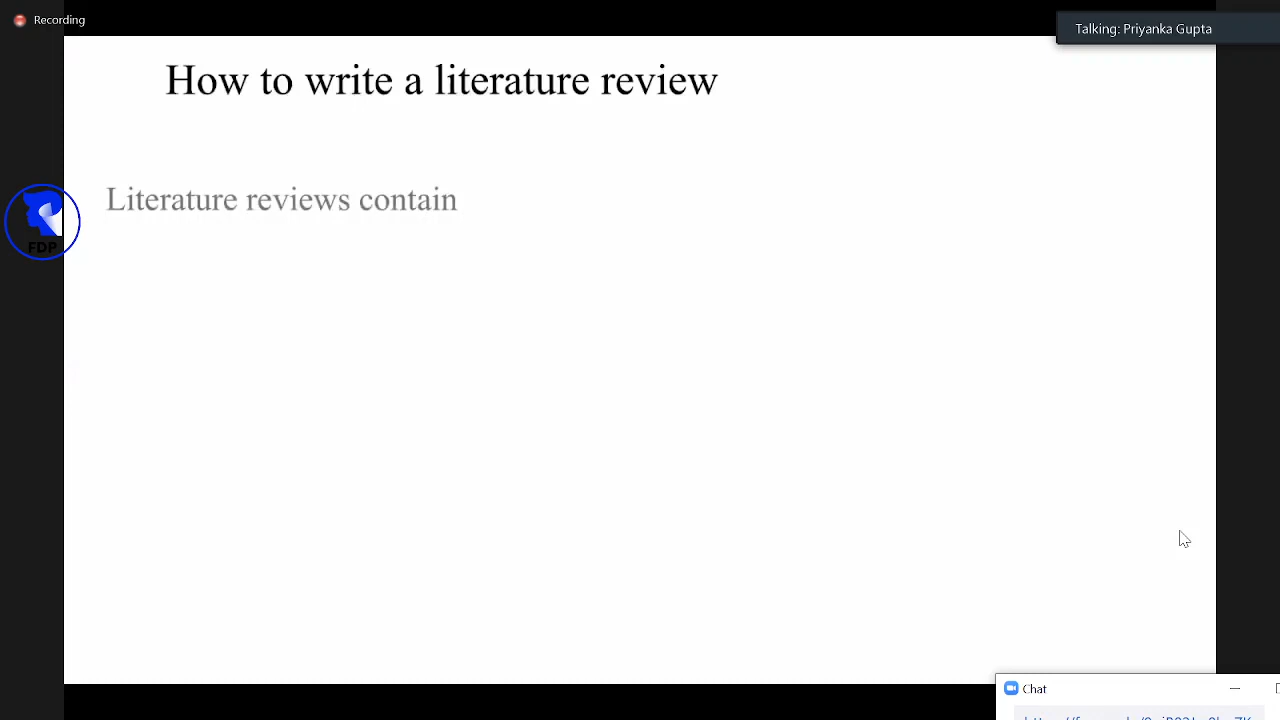 Recording
Talking: Priyanka Gupta
How to write a literature review
Literature reviews contain
FDP
Chat